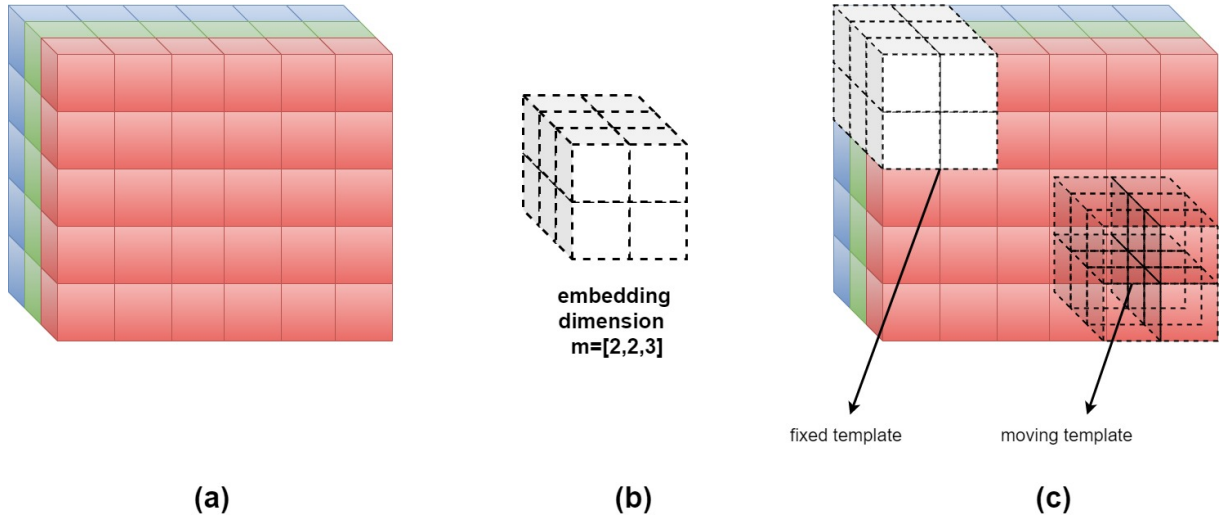 embedding
dimension
m=[2,2,3]
fixed template
moving template
(a)
(b)
(c)